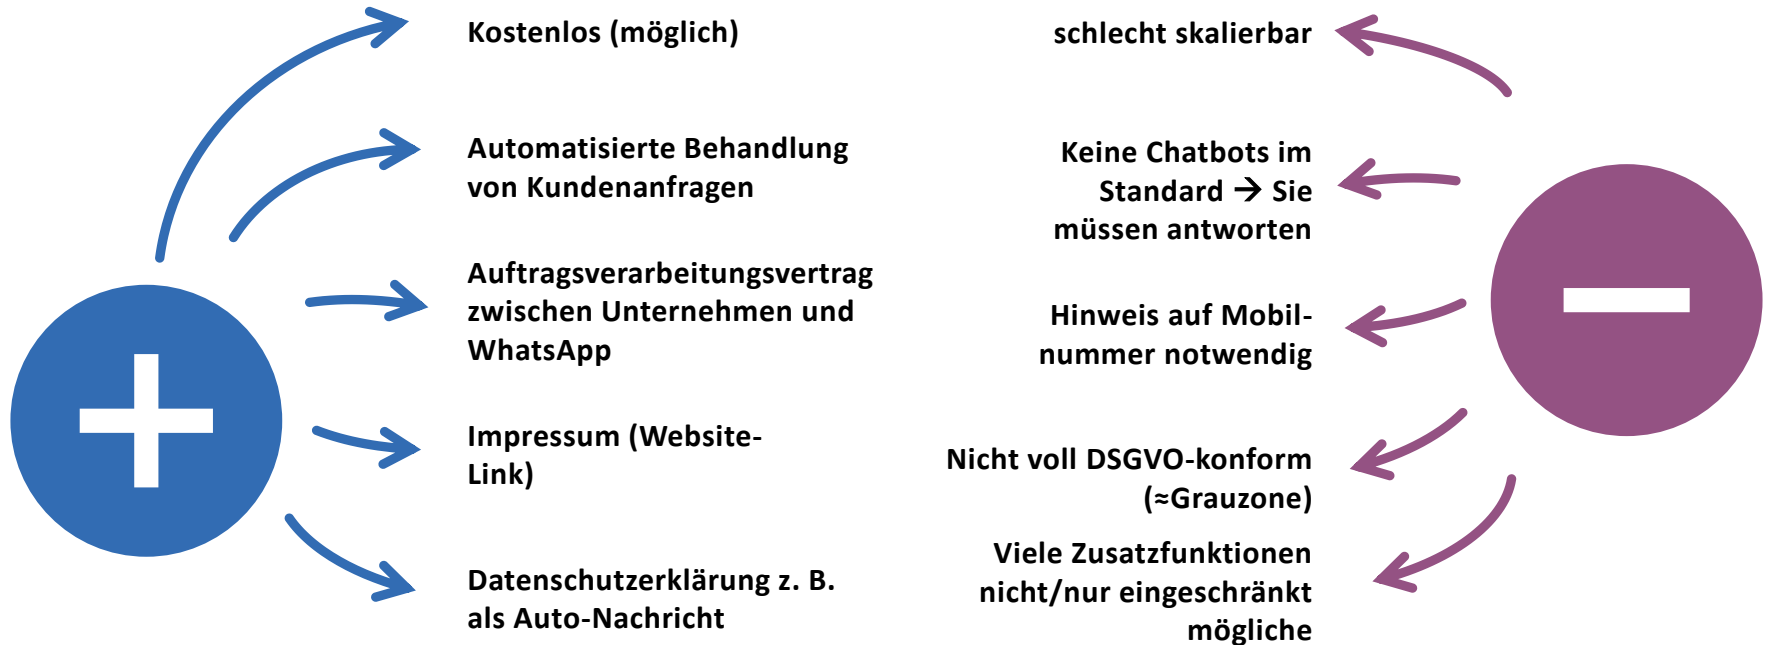 Kostenlos (möglich)
Automatisierte Behandlung
von Kundenanfragen
Auftragsverarbeitungsvertrag
zwischen Unternehmen und
WhatsApp
Impressum (Website-
Link)
Datenschutzerklärung z. B.
als Auto-Nachricht
schlecht skalierbar
Keine Chatbots im
Standard → Sie
müssen antworten
Hinweis auf Mobil-
nummer notwendig
Nicht voll DSGVO-konform
(≈Grauzone)
Viele Zusatzfunktionen
nicht/nur eingeschränkt
mögliche